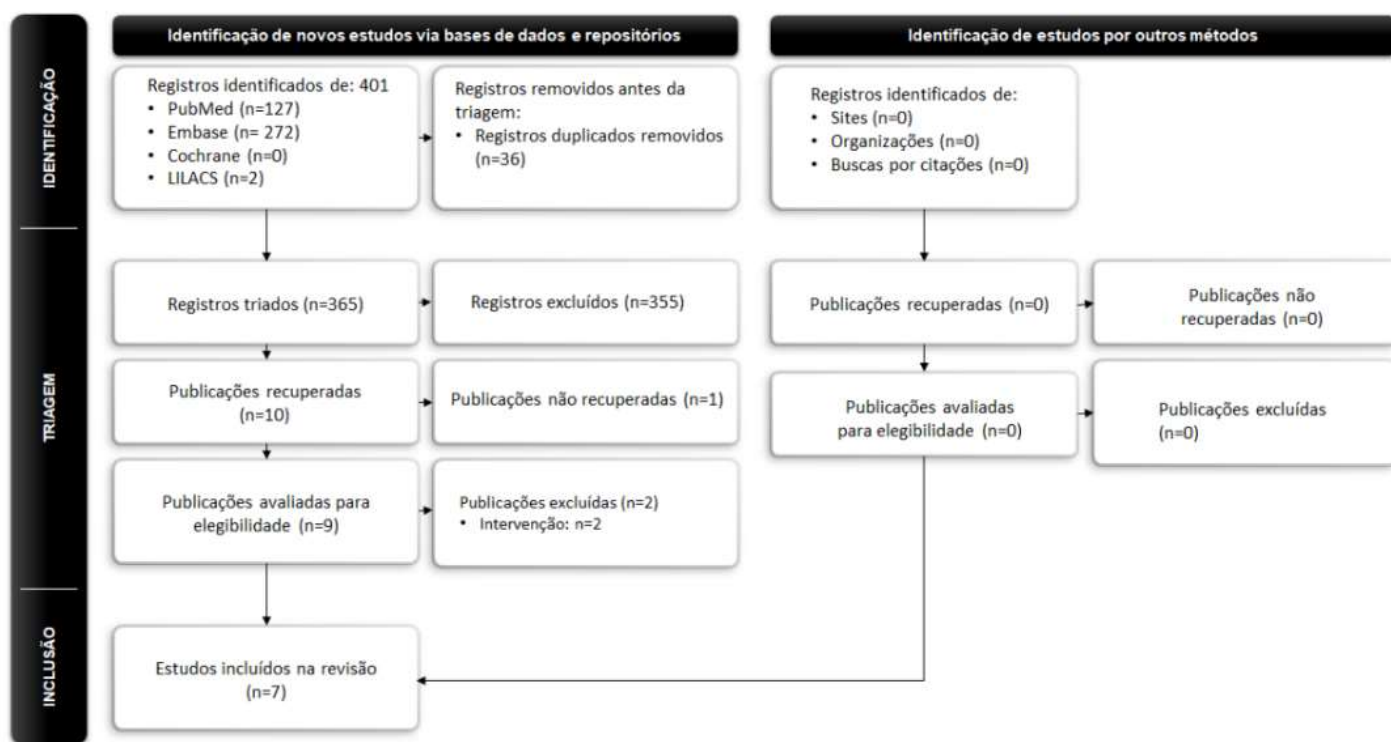 Identificação de novos estudos via bases de dados e repositórios
Identificação de estudos por outros métodos
IDENTIFICAÇÃO
Registros identificados de: 401
• PubMed (n=127)
• Embase (n= 272)
• Cochrane (n=0)
• LILACS (n=2)
Registros removidos antes da
triagem:
• Registros duplicados removidos
(n=36)
Registros identificados de:
• Sites (n=0)
• Organizações (n=0)
• Buscas por citações (n=0)
TRIAGEM
Registros triados (n=365)
Registros excluídos (n=355)
Publicações recuperadas (n=0)
Publicações não
recuperadas (n=0)
Publicações recuperadas
(n=10)
Publicações não recuperadas (n=1)
Publicações avaliadas
para elegibilidade (n=0)
Publicações excluídas
(n=0)
Publicações avaliadas para
elegibilidade (n=9)
Publicações excluídas (n=2)
• Intervenção: n=2
INCLUSÃO
Estudos incluídos na revisão
(n=7)